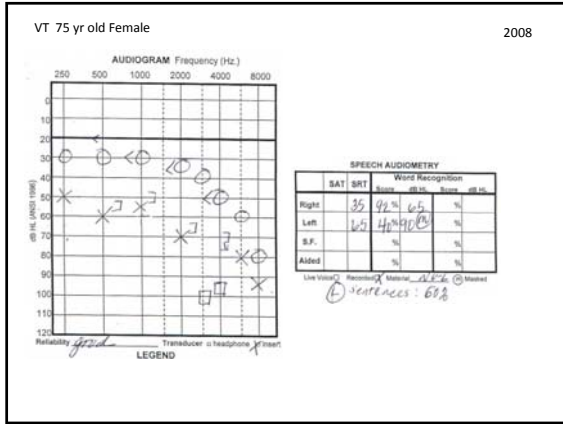 VT 75 yr old Female
2008
AUDIOGRAM Frequency (Hz.)
250 500 1000 2000 4000 8000
0
10
20
30
40
50
60
70
80
90
100
110
120
dB HL (ANSI 1996)
Reliability good Transducer □ headphone X insert
LEGEND
SPEECH AUDIOMETRY
Word Recognition
SAT SRT Score dB HL Score dB HL
Right 35 92% 65 %
Left 65 40% 90 m %
S.F. % %
Aided % %
Live Voice Recorded X Material m Masked
L sentences: 60%